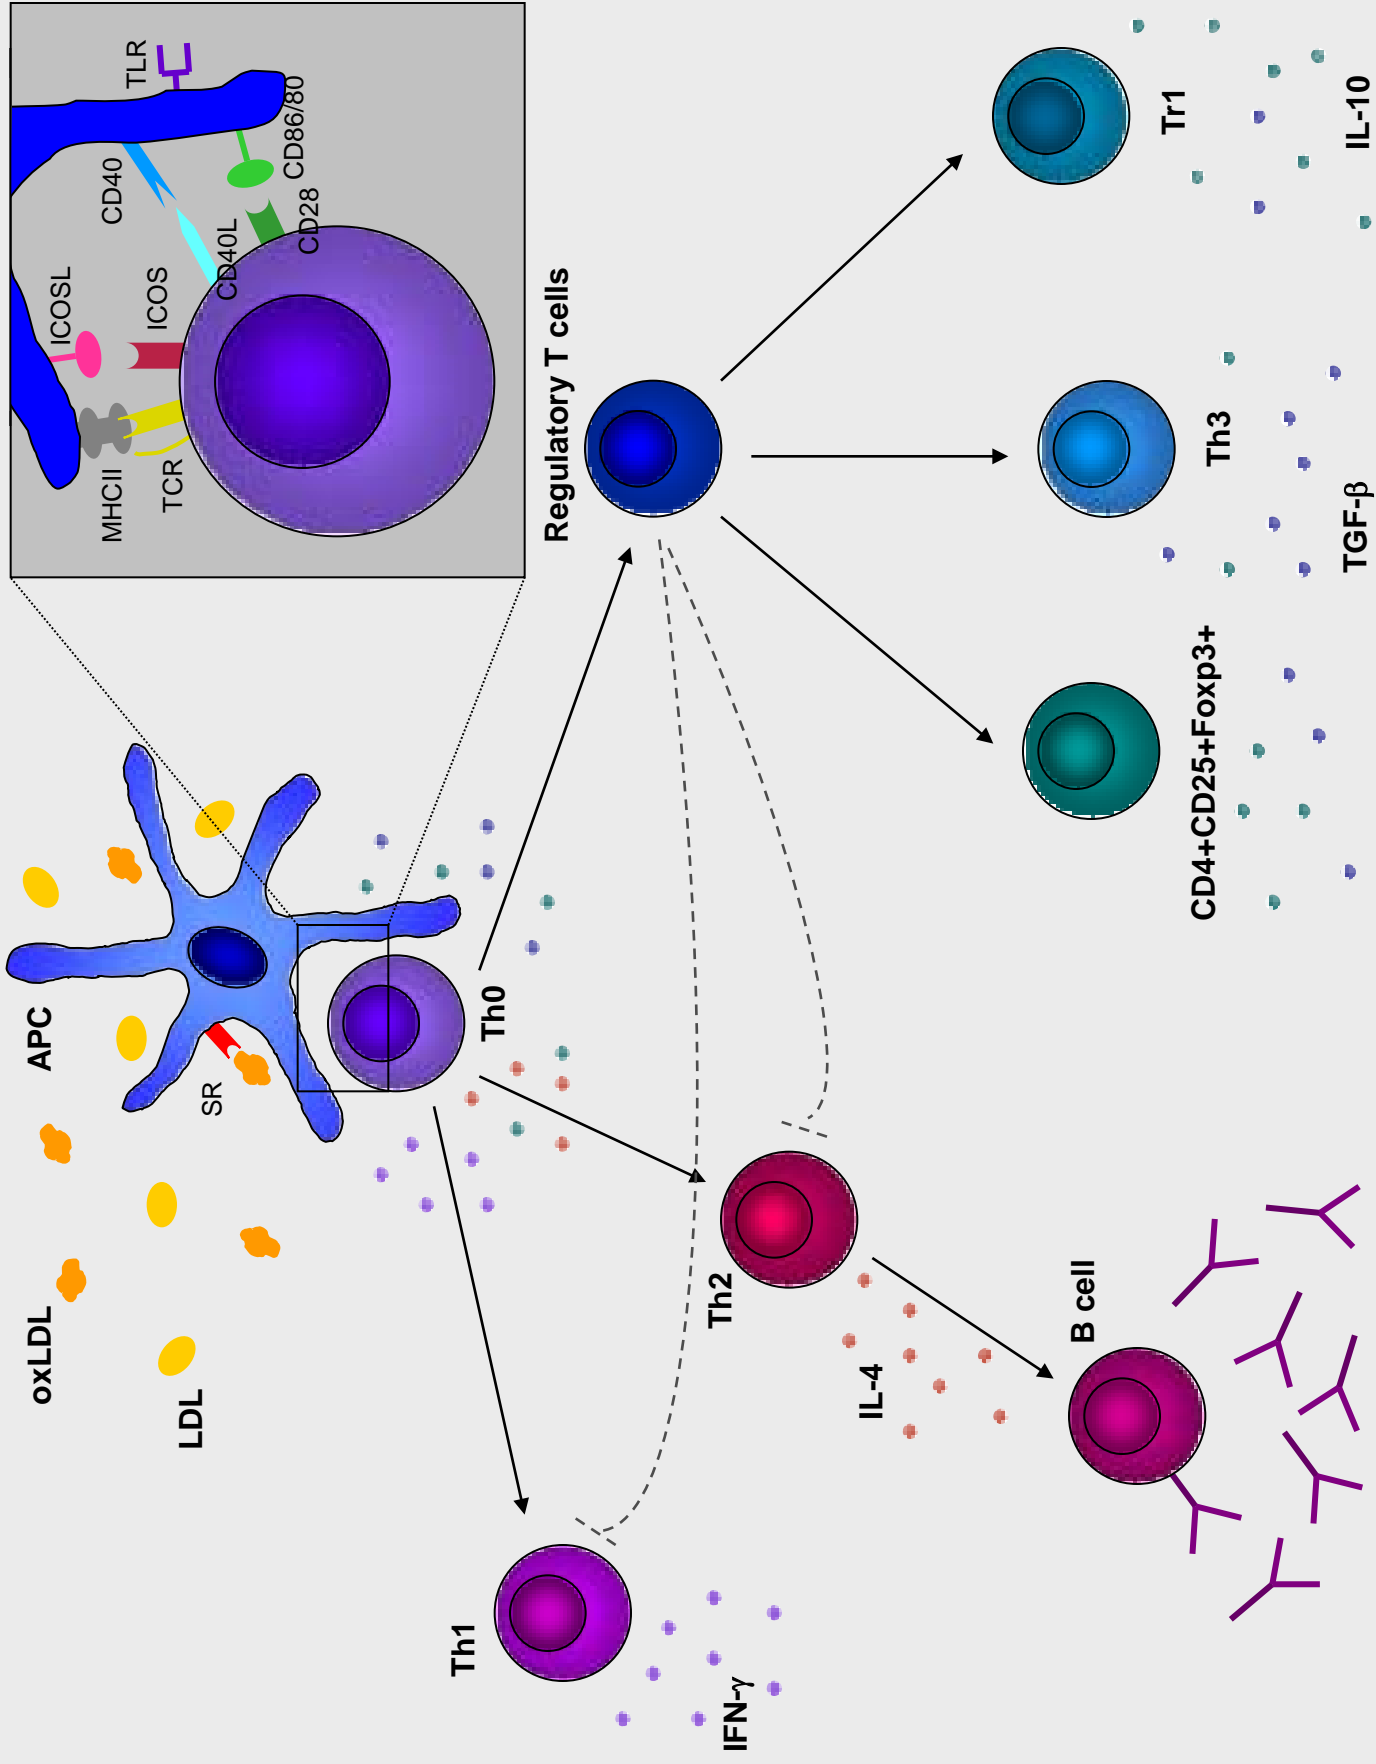 oxLDL
LDL
APC
SR
Th0
Th1
IFN-γ
Th2
IL-4
B cell
MHCII
TCR
ICOSL
ICOS
CD40
CD40L
TLR
CD86/80
CD28
Regulatory T cells
CD4+CD25+Foxp3+
Th3
TGF-β
Tr1
IL-10